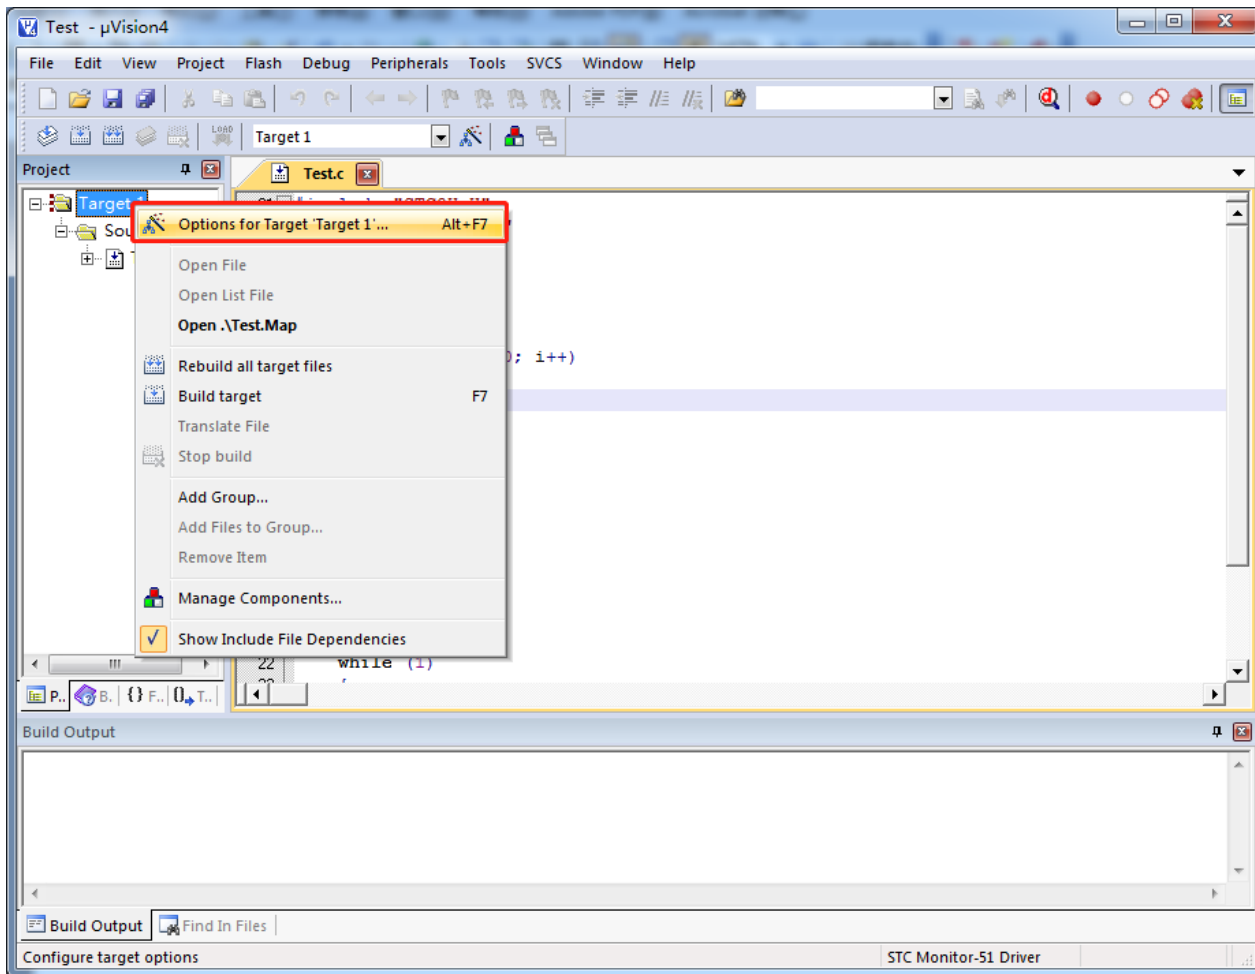 Test - µVision4
File Edit View Project Flash Debug Peripherals Tools SVCS Window Help
LOAD Target 1
Project
Test.c
Target 1
Sou
Options for Target 'Target 1'... Alt+F7
Open File
Open List File
Open .\Test.Map
0; i++)
Rebuild all target files
Build target F7
Translate File
Stop build
Add Group...
Add Files to Group...
Remove Item
Manage Components...
Show Include File Dependencies
22 while (1)
P.. B. {} F.. 0 T..
Build Output
Build Output Find In Files
Configure target options STC Monitor-51 Driver